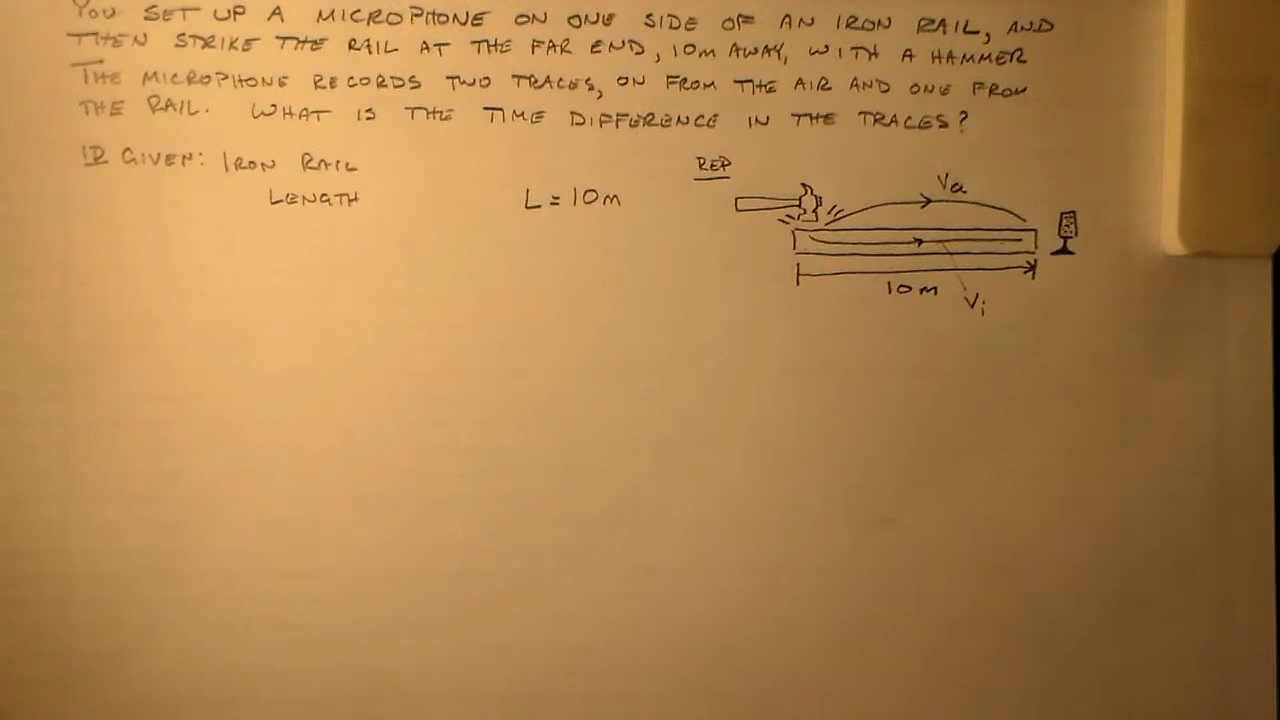 YOU SET UP A MICROPHONE ON ONE SIDE OF AN IRON RAIL, AND
THEN STRIKE THE RAIL AT THE FAR END, 10m AWAY, WITH A HAMMER
THE MICROPHONE RECORDS TWO TRACES, ON FROM THE AIR AND ONE FROM
THE RAIL. WHAT IS THE TIME DIFFERENCE IN THE TRACES?
ID GIVEN: IRON RAIL
LENGTH L = 10m
REP
Va
10m
Vi